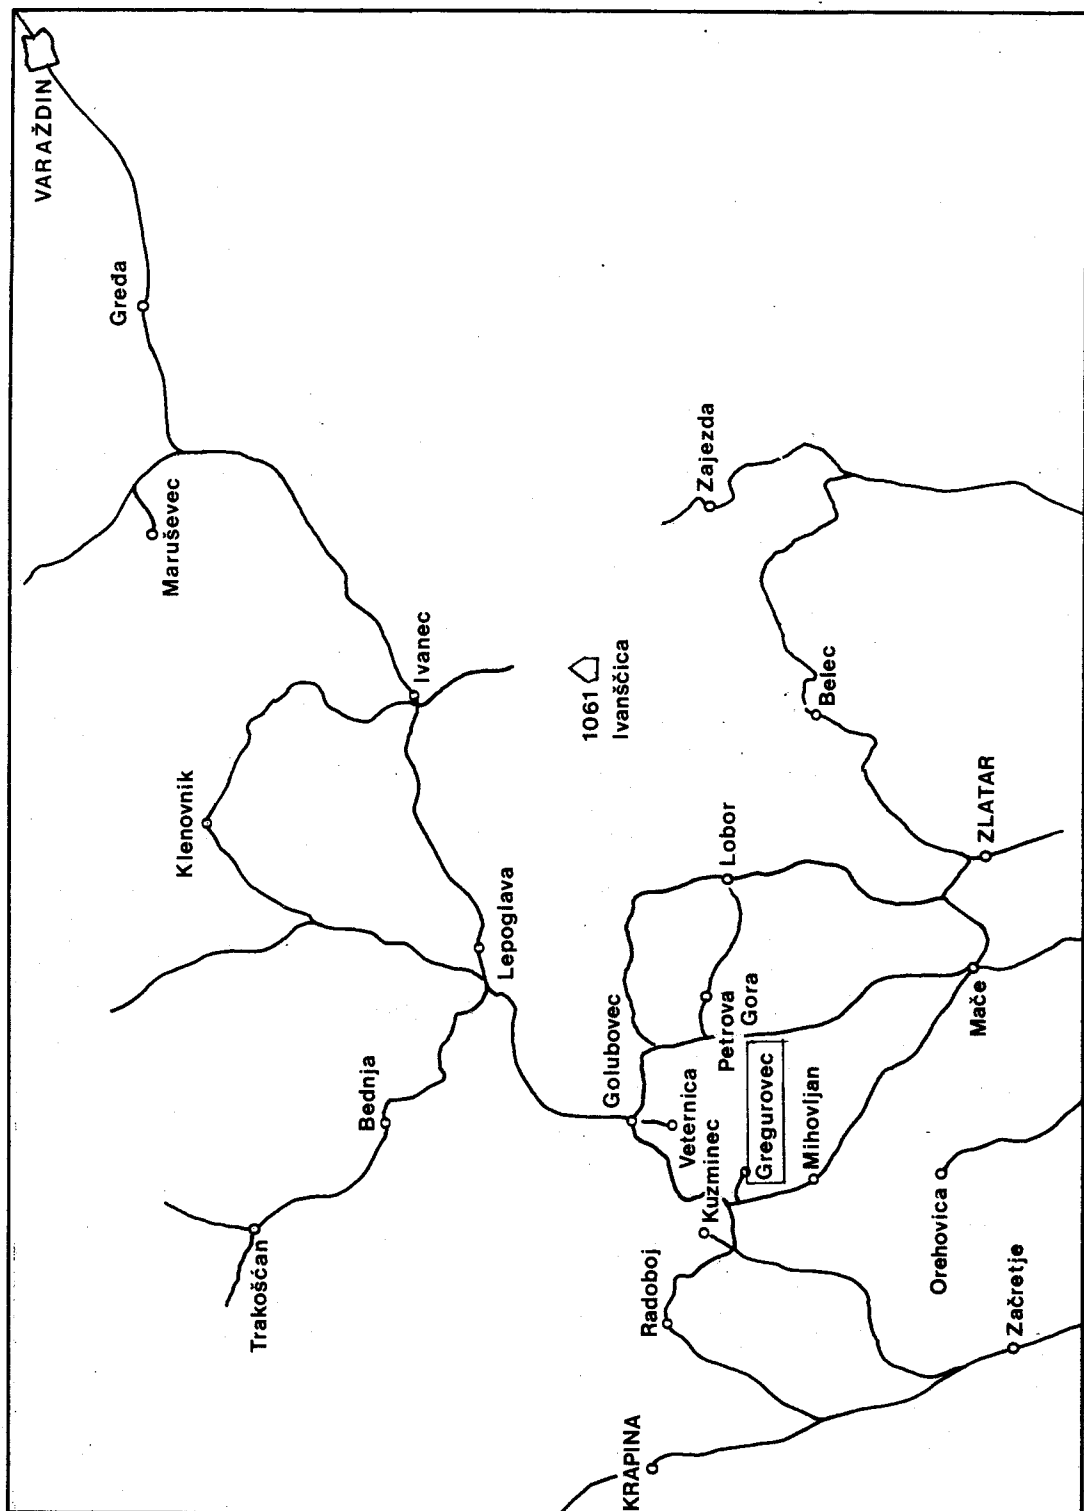 VARAŽDIN
Greda
Maruševec
Klenovnik
Trakošćan
Bednja
Ivanec
Lepoglava
1061
Ivanščica
Golubovec
KRAPINA
Radoboj
Veternica
Zajezda
Kuzminec
Petrova
Gora
Lobor
Gregurovec
Mihovljan
Belec
Orehovica
Mače
ZLATAR
Začretje